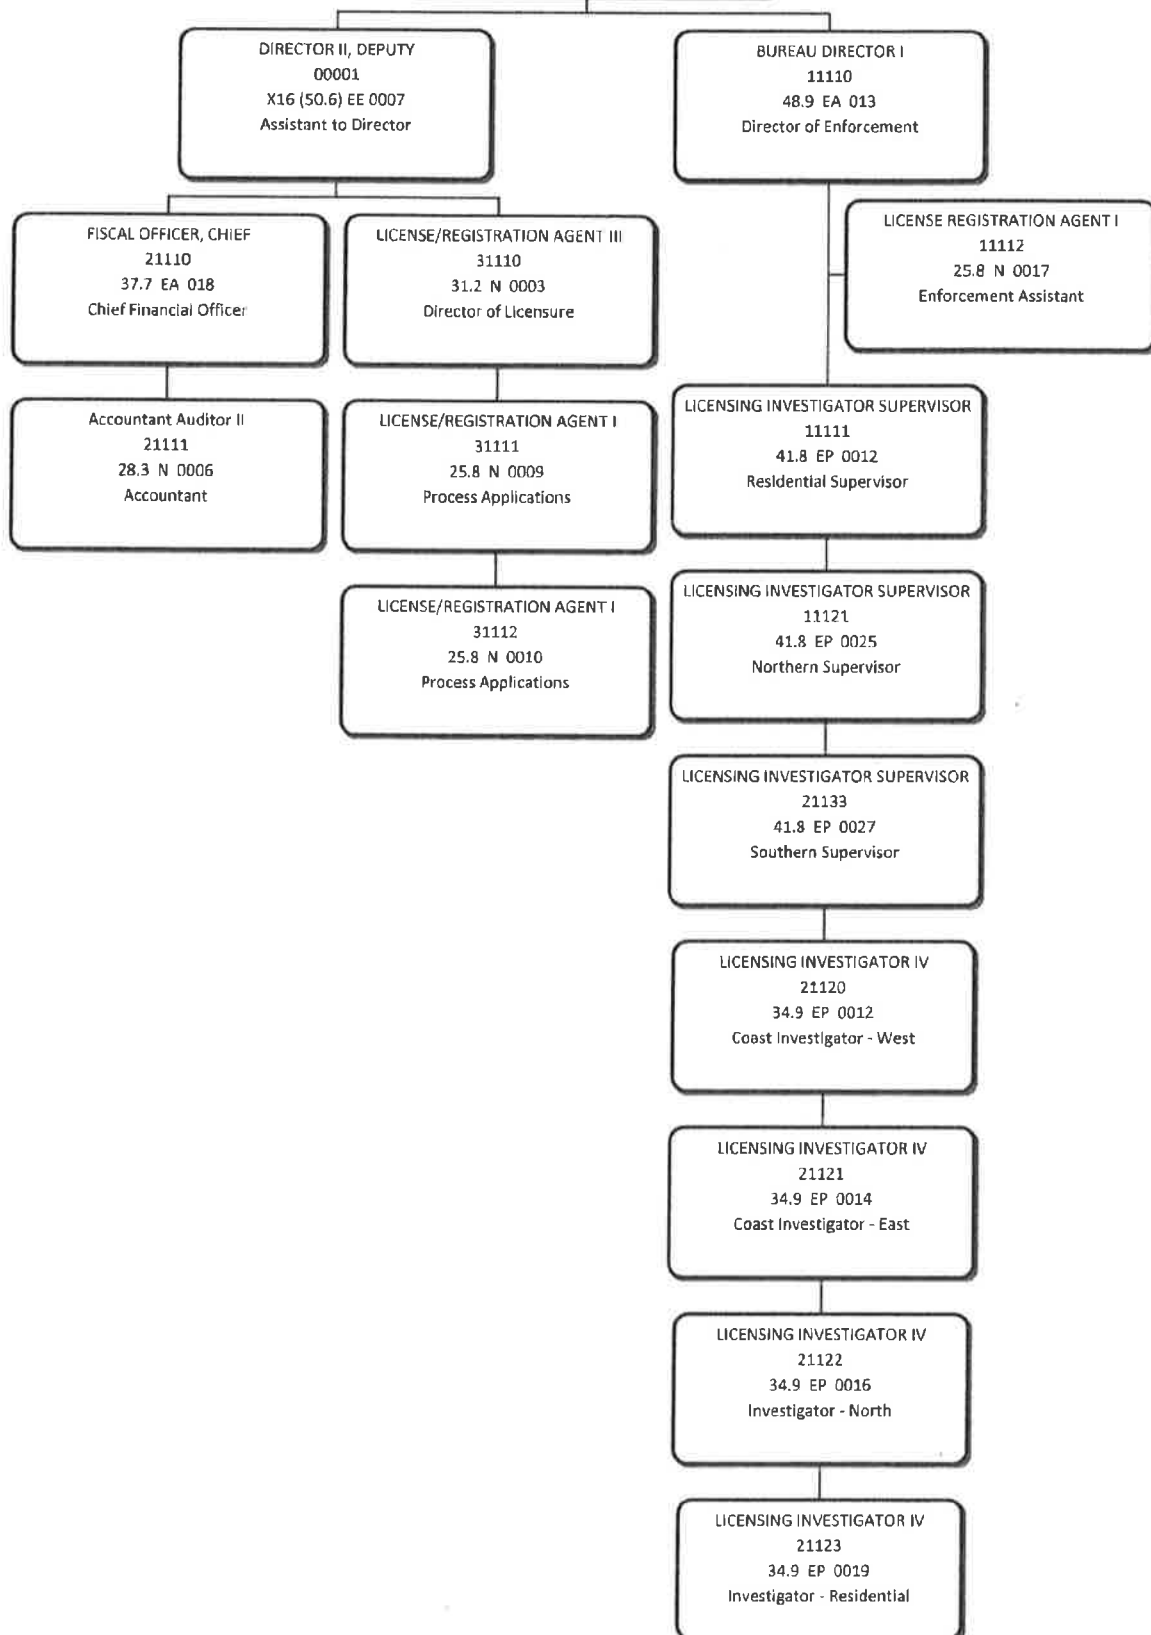 DIRECTOR II, DEPUTY
00001
X16 (50.6) EE 0007
Assistant to Director
BUREAU DIRECTOR I
11110
48.9 EA 013
Director of Enforcement
FISCAL OFFICER, CHIEF
21110
37.7 EA 018
Chief Financial Officer
LICENSE/REGISTRATION AGENT III
31110
31.2 N 0003
Director of Licensure
LICENSE REGISTRATION AGENT I
11112
25.8 N 0017
Enforcement Assistant
Accountant Auditor II
21111
28.3 N 0006
Accountant
LICENSE/REGISTRATION AGENT I
31111
25.8 N 0009
Process Applications
LICENSING INVESTIGATOR SUPERVISOR
11111
41.8 EP 0012
Residential Supervisor
LICENSE/REGISTRATION AGENT I
31112
25.8 N 0010
Process Applications
LICENSING INVESTIGATOR SUPERVISOR
11121
41.8 EP 0025
Northern Supervisor
LICENSING INVESTIGATOR SUPERVISOR
21133
41.8 EP 0027
Southern Supervisor
LICENSING INVESTIGATOR IV
21120
34.9 EP 0012
Coast Investigator - West
LICENSING INVESTIGATOR IV
21121
34.9 EP 0014
Coast Investigator - East
LICENSING INVESTIGATOR IV
21122
34.9 EP 0016
Investigator - North
LICENSING INVESTIGATOR IV
21123
34.9 EP 0019
Investigator - Residential